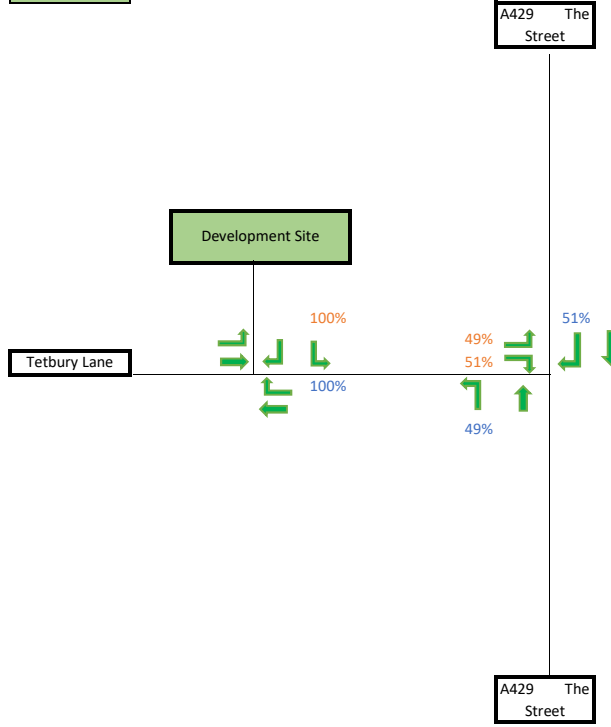 A429 The
Street
Development Site
100%
51%
49%
51%
Tetbury Lane
100%
49%
A429 The
Street